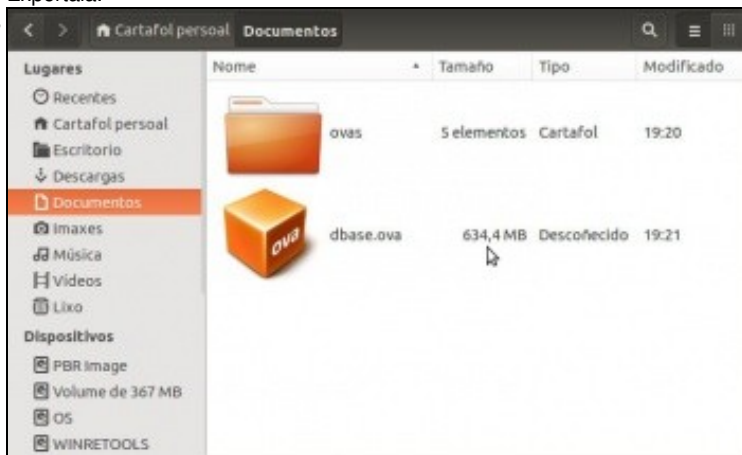 Cartafol persoal Documentos
Lugares
Recentes
Cartafol persoal
Escritorio
Descargas
Documentos
Imaxes
Música
Vídeos
Lixo
Dispositivos
PBR Image
Volume de 367 MB
OS
WINRETOOLS
Nome Tamaño Tipo Modificado
ovas 5 elementos Cartafol 19:20
ova
dbase.ova 634,4 MB Descoñecido 19:21